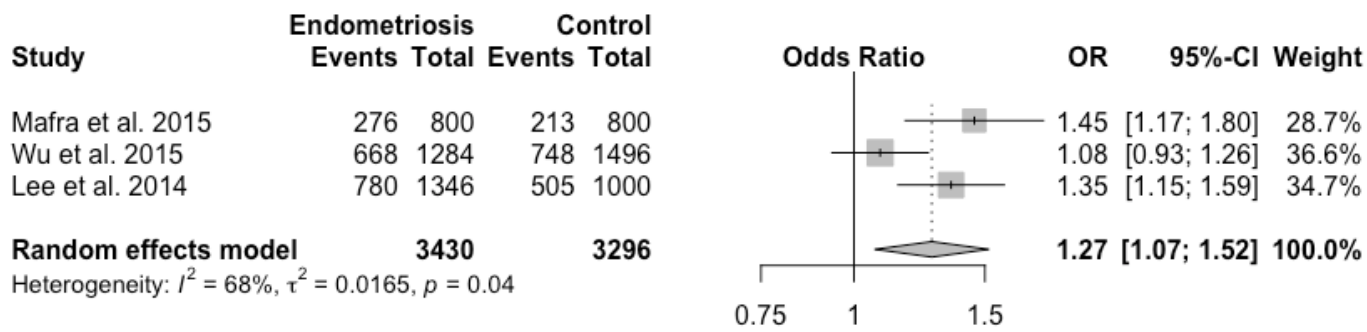 Endometriosis Control
Study Events Total Events Total Odds Ratio OR 95%-CI Weight
Mafra et al. 2015 276 800 213 800 1.45 [1.17; 1.80] 28.7%
Wu et al. 2015 668 1284 748 1496 1.08 [0.93; 1.26] 36.6%
Lee et al. 2014 780 1346 505 1000 1.35 [1.15; 1.59] 34.7%
Random effects model 3430 3296 1.27 [1.07; 1.52] 100.0%
Heterogeneity: I² = 68%, τ² = 0.0165, p = 0.04
0.75 1 1.5